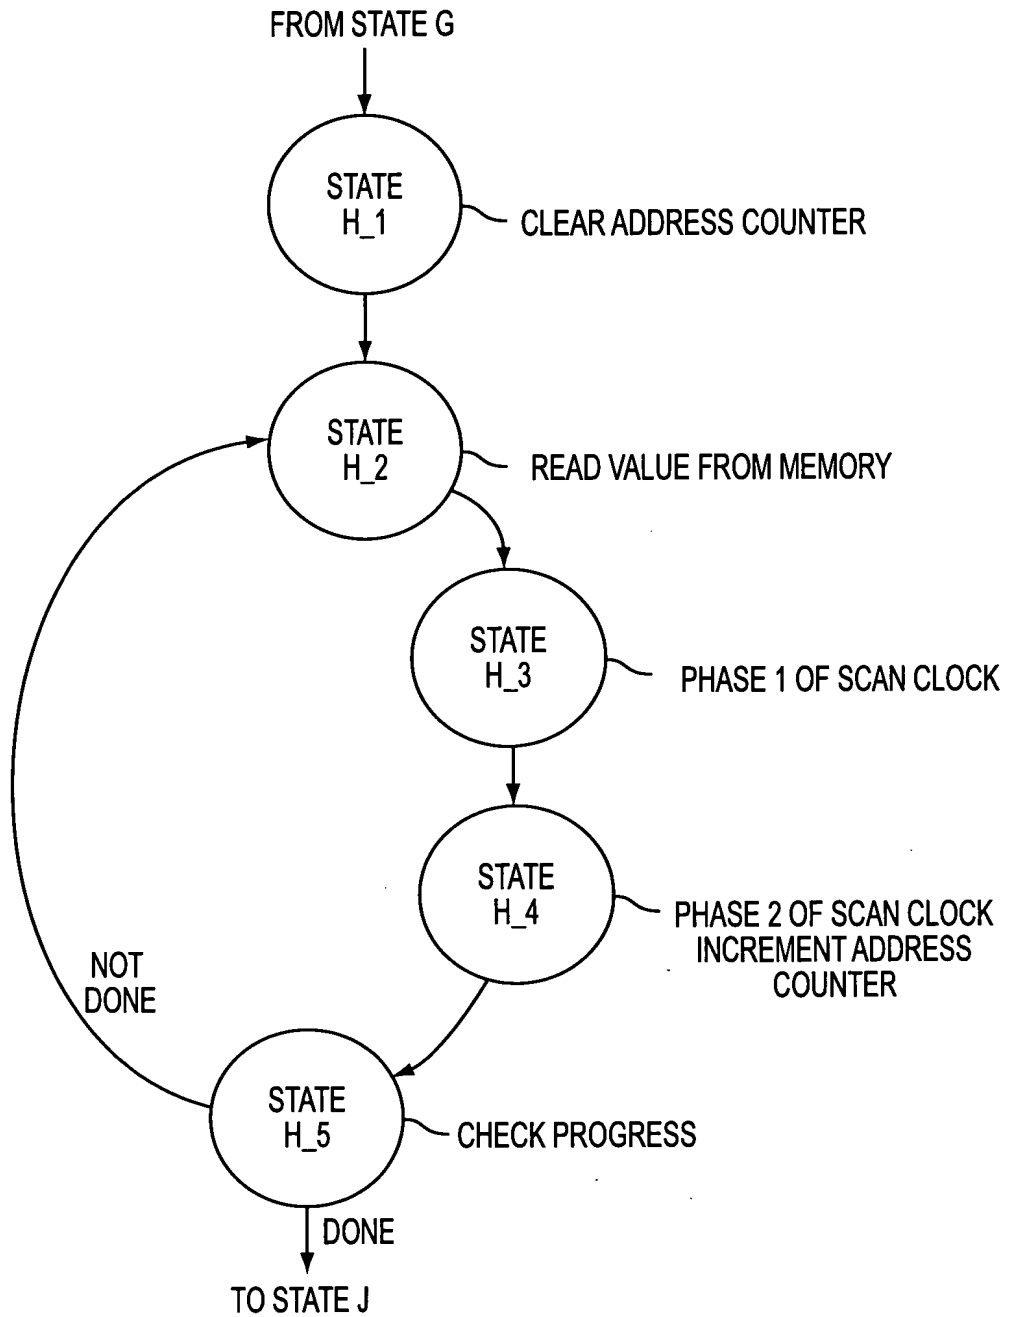 FROM STATE G
STATE
H_1
CLEAR ADDRESS COUNTER
STATE
H_2
READ VALUE FROM MEMORY
STATE
H_3
PHASE 1 OF SCAN CLOCK
STATE
H_4
PHASE 2 OF SCAN CLOCK
INCREMENT ADDRESS
COUNTER
NOT
DONE
STATE
H_5
CHECK PROGRESS
DONE
TO STATE J